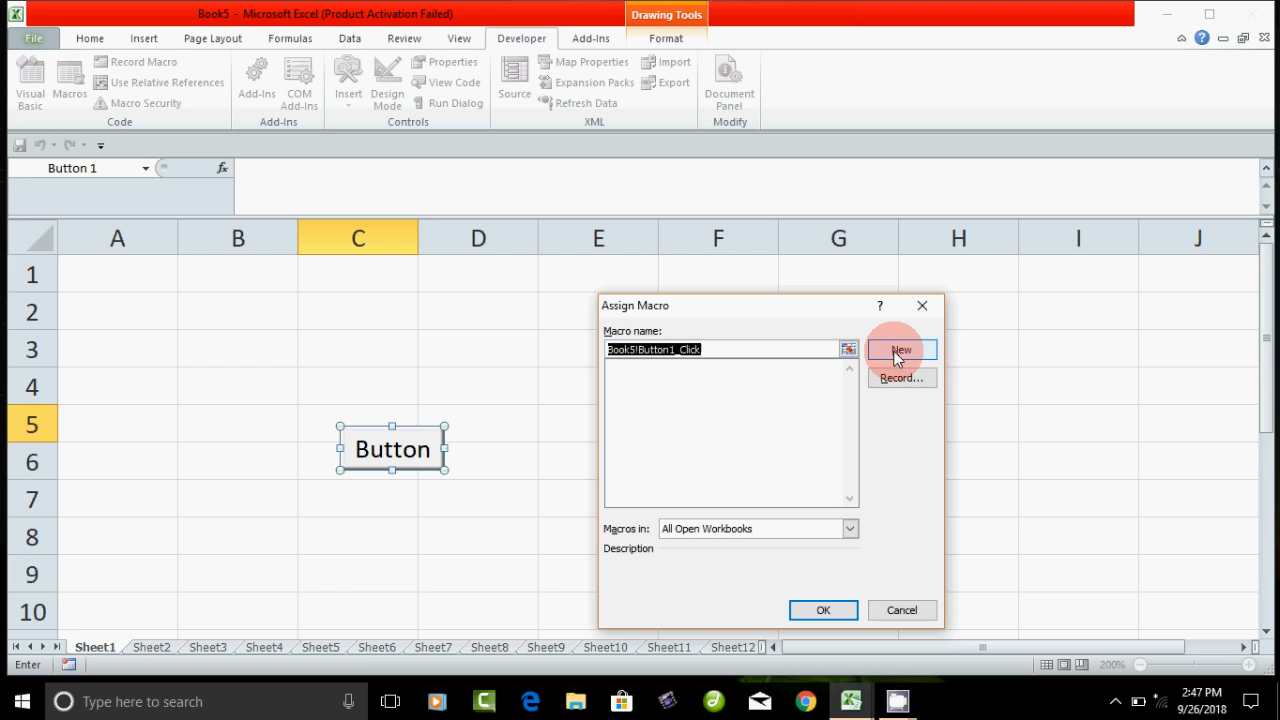 Book5 - Microsoft Excel (Product Activation Failed)
Drawing Tools
File Home Insert Page Layout Formulas Data Review View Developer Add-Ins Format
Visual Basic
Macros
Record Macro
Use Relative References
Macro Security
Code
Add-Ins
COM Add-Ins
Add-Ins
Insert
Design Mode
Properties
View Code
Run Dialog
Controls
Source
Map Properties
Expansion Packs
Refresh Data
Import
Export
XML
Document Panel
Modify
Button 1
fx
A B C D E F G H I J
1
2
3
4
5
6
7
8
9
10
Button
Assign Macro
?
Macro name:
Book5!Button1_Click
New
Record...
Macros in: All Open Workbooks
Description
OK Cancel
Sheet1 Sheet2 Sheet3 Sheet4 Sheet5 Sheet6 Sheet7 Sheet8 Sheet9 Sheet10 Sheet11 Sheet12
Enter
200%
Type here to search
2:47 PM
9/26/2018